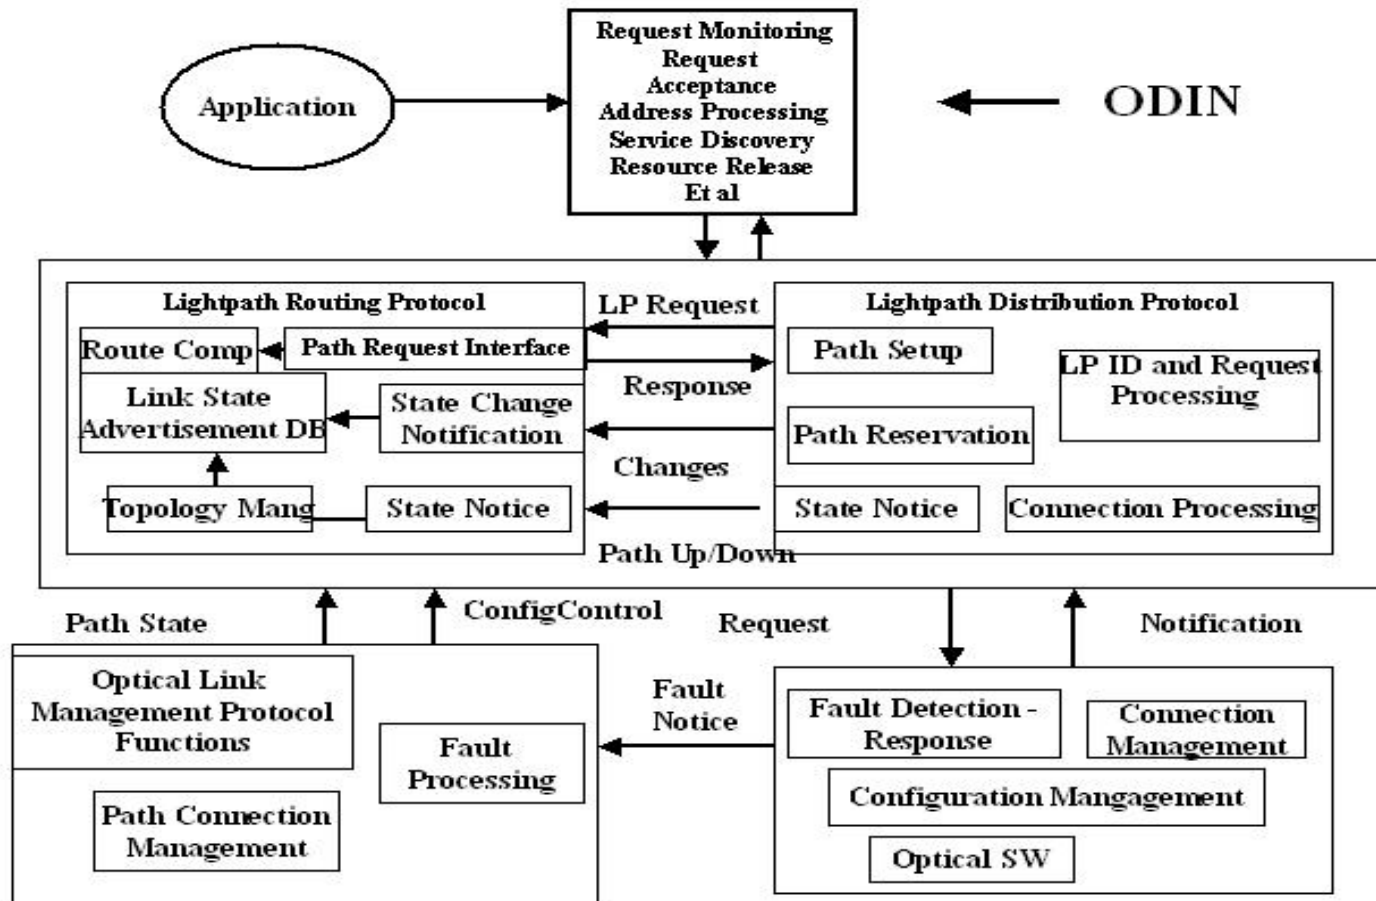 Request Monitoring
Request
Acceptance
Address Processing
Service Discovery
Resource Release
Et al
Application
ODIN
Lightpath Routing Protocol
Route Comp
Path Request Interface
Link State
Advertisement DB
State Change
Notification
Topology Mang
State Notice
LP Request
Response
Changes
Path Up/Down
Lightpath Distribution Protocol
Path Setup
LP ID and Request
Processing
Path Reservation
State Notice
Connection Processing
Path State
ConfigControl
Request
Notification
Optical Link
Management Protocol
Functions
Fault
Processing
Path Connection
Management
Fault
Notice
Fault Detection -
Response
Connection
Management
Configuration Mangagement
Optical SW